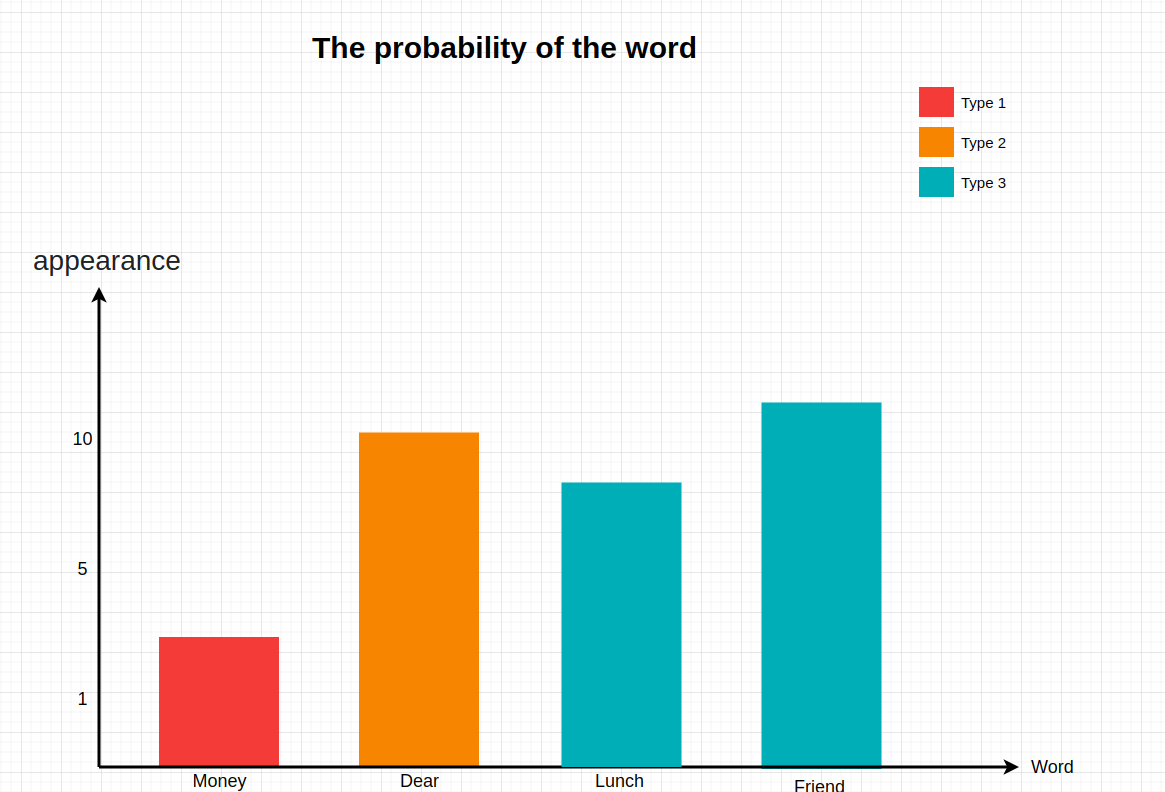 The probability of the word
Type 1
Type 2
Type 3
appearance
10
5
1
Word
Money
Dear
Lunch
Friend